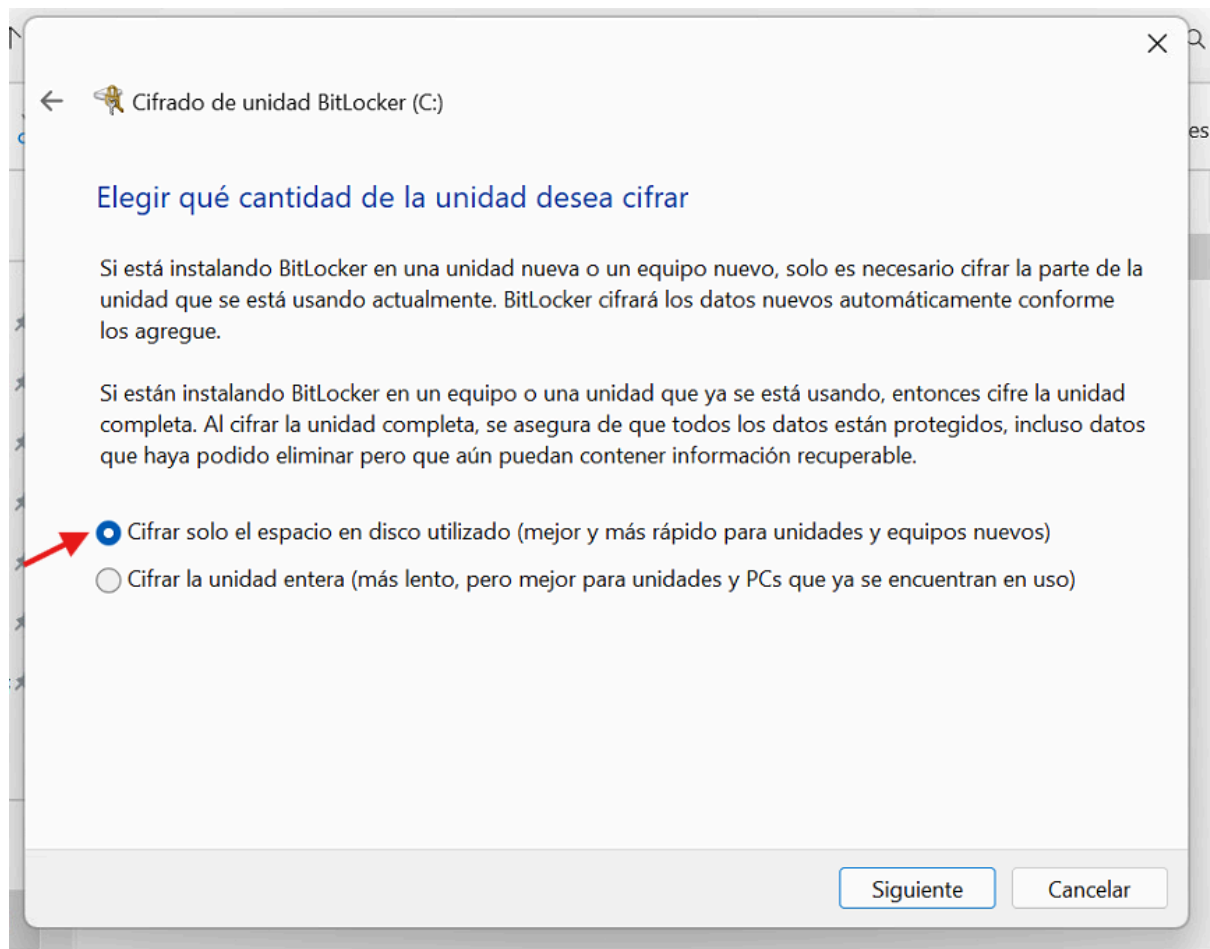 Cifrado de unidad BitLocker (C:)
es
Elegir qué cantidad de la unidad desea cifrar
Si está instalando BitLocker en una unidad nueva o un equipo nuevo, solo es necesario cifrar la parte de la
unidad que se está usando actualmente. BitLocker cifrará los datos nuevos automáticamente conforme
los agregue.
Si están instalando BitLocker en un equipo o una unidad que ya se está usando, entonces cifre la unidad
completa. Al cifrar la unidad completa, se asegura de que todos los datos están protegidos, incluso datos
que haya podido eliminar pero que aún puedan contener información recuperable.
Cifrar solo el espacio en disco utilizado (mejor y más rápido para unidades y equipos nuevos)
Cifrar la unidad entera (más lento, pero mejor para unidades y PCs que ya se encuentran en uso)
Siguiente
Cancelar